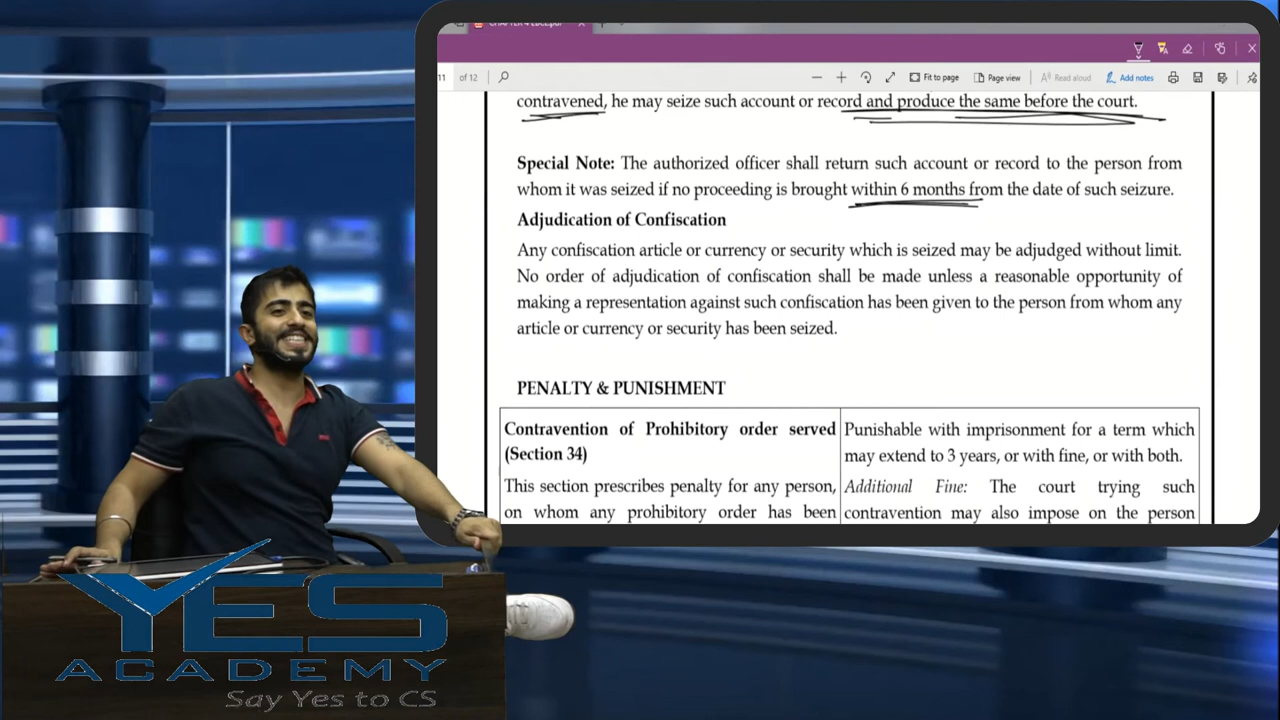 11 of 12
Fit to page
Page view
Read aloud
Add notes
contravened, he may seize such account or record and produce the same before the court.
Special Note: The authorized officer shall return such account or record to the person from
whom it was seized if no proceeding is brought within 6 months from the date of such seizure.
Adjudication of Confiscation
Any confiscation article or currency or security which is seized may be adjudged without limit.
No order of adjudication of confiscation shall be made unless a reasonable opportunity of
making a representation against such confiscation has been given to the person from whom any
article or currency or security has been seized.
PENALTY & PUNISHMENT
Contravention of Prohibitory order served
(Section 34)
This section prescribes penalty for any person,
on whom any prohibitory order has been
Punishable with imprisonment for a term which
may extend to 3 years, or with fine, or with both.
Additional Fine: The court trying such
contravention may also impose on the person
YES
ACADEMY
Say Yes to CS